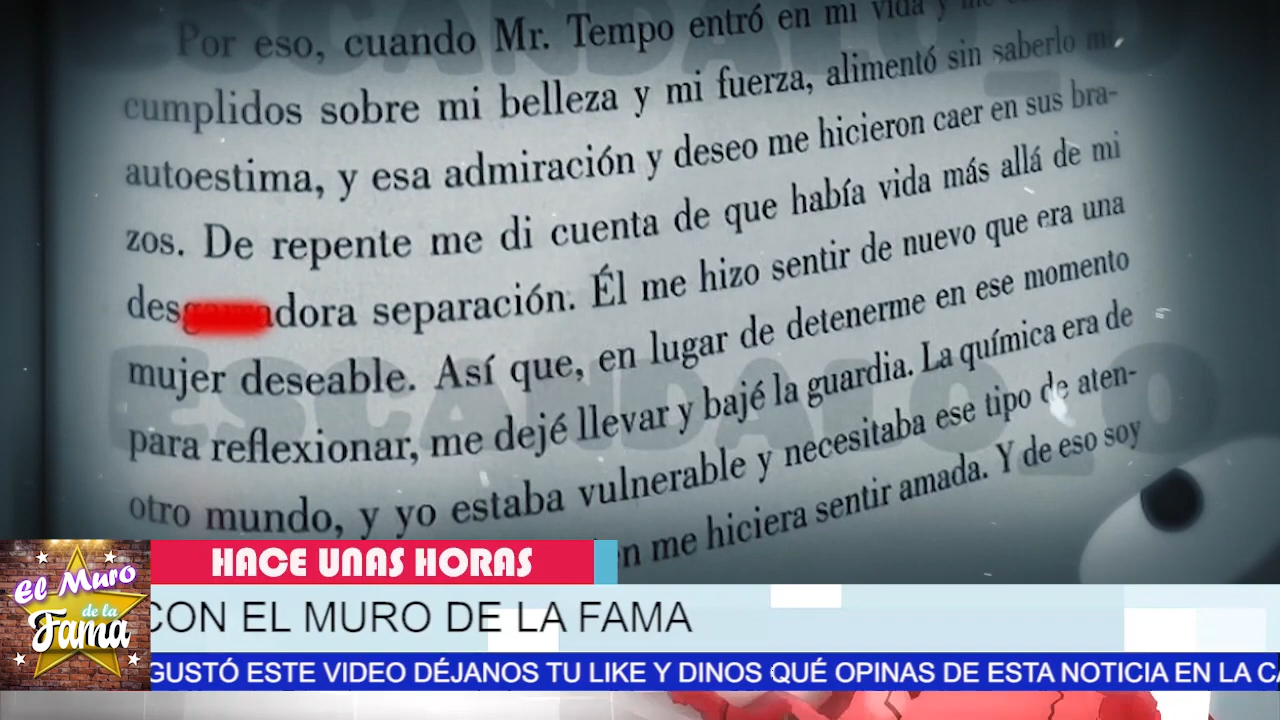 Por eso, cuando Mr. Tempo entró en mi vida y
cumplidos sobre mi belleza y mi fuerza, alimentó sin saberlo
autoestima, y esa admiración y deseo me hicieron caer en sus bra-
zos. De repente me di cuenta de que había vida más allá de mi
des dora separación. Él me hizo sentir de nuevo que era una
mujer deseable. Así que, en lugar de detenerme en ese momento
para reflexionar, me dejé llevar y bajé la guardia. La química era de
otro mundo, y yo estaba vulnerable y necesitaba ese tipo de aten-
me hiciera sentir amada. Y de eso soy
ESCANDALO_O
ESCANDALO_O
HACE UNAS HORAS
El Muro
de la
Fama
CON EL MURO DE LA FAMA
GUSTÓ ESTE VIDEO DÉJANOS TU LIKE Y DINOS QUÉ OPINAS DE ESTA NOTICIA EN LA